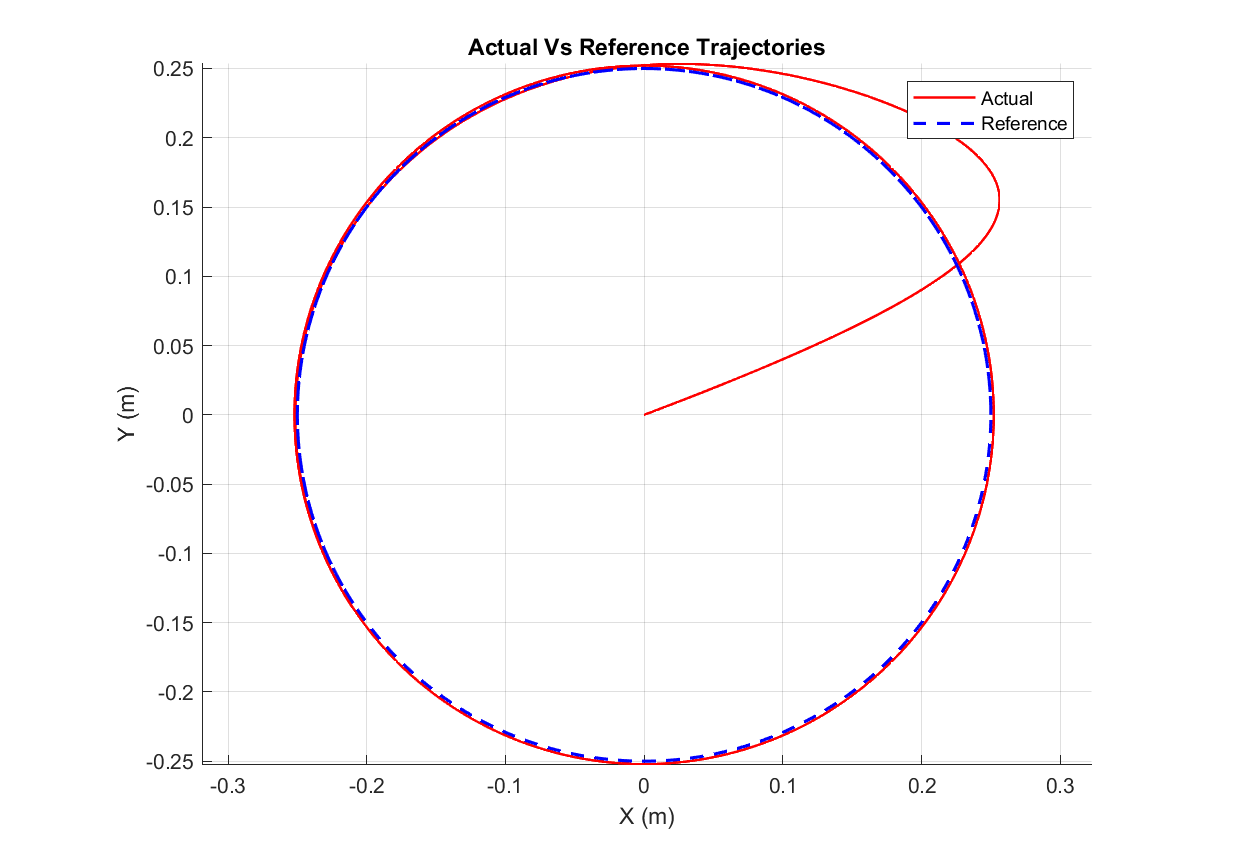 Actual Vs Reference Trajectories
Actual
Reference
0.25
0.2
0.15
0.1
0.05
0
-0.05
-0.1
-0.15
-0.2
-0.25
Y (m)
-0.3 -0.2 -0.1 0 0.1 0.2 0.3
X (m)